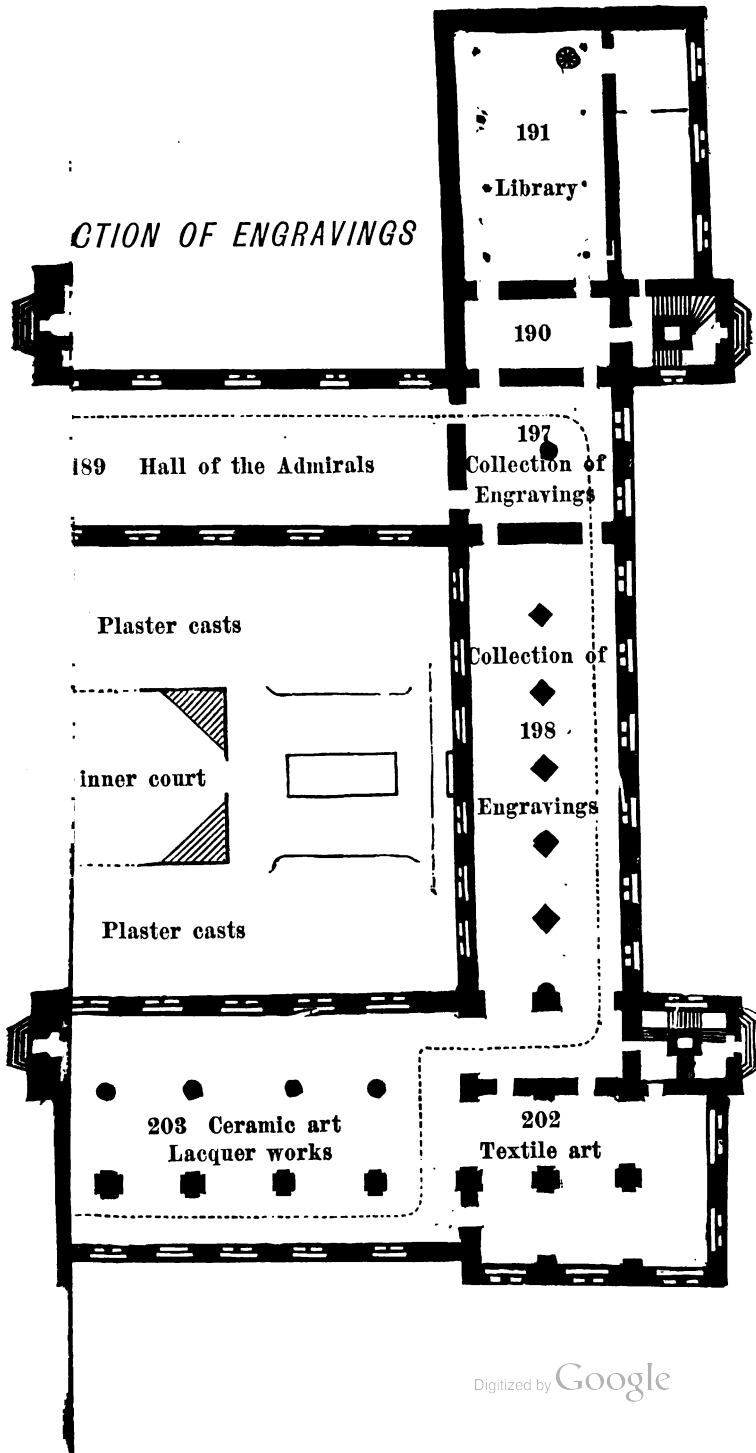 191
Library
CTION OF ENGRAVINGS
190
189 Hall of the Admirals
197
Collection of
Engravings
Plaster casts
Collection of
198
Engravings
inner court
Plaster casts
203 Ceramic art
Lacquer works
202
Textile art
Digitized by Google